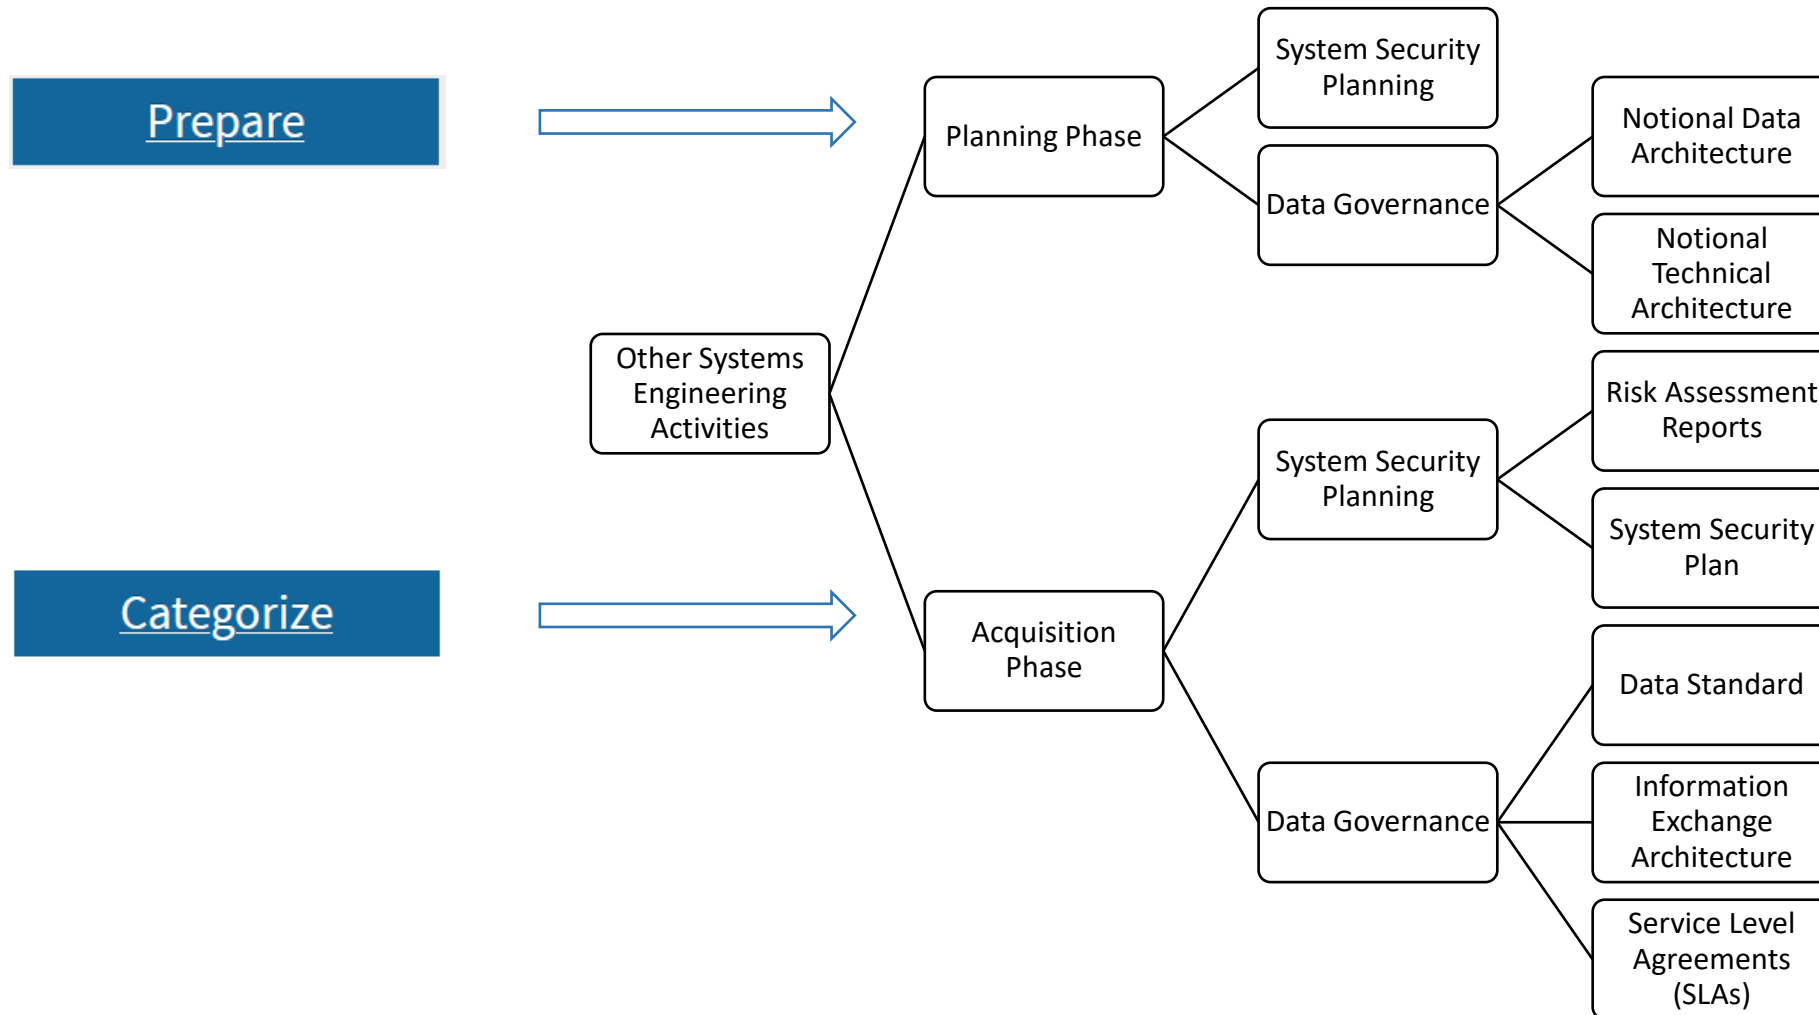 Prepare
Planning Phase
System Security
Planning
Data Governance
Notional Data
Architecture
Notional
Technical
Architecture
Other Systems
Engineering
Activities
Categorize
Acquisition
Phase
System Security
Planning
Risk Assessment
Reports
System Security
Plan
Data Governance
Data Standard
Information
Exchange
Architecture
Service Level
Agreements
(SLAs)